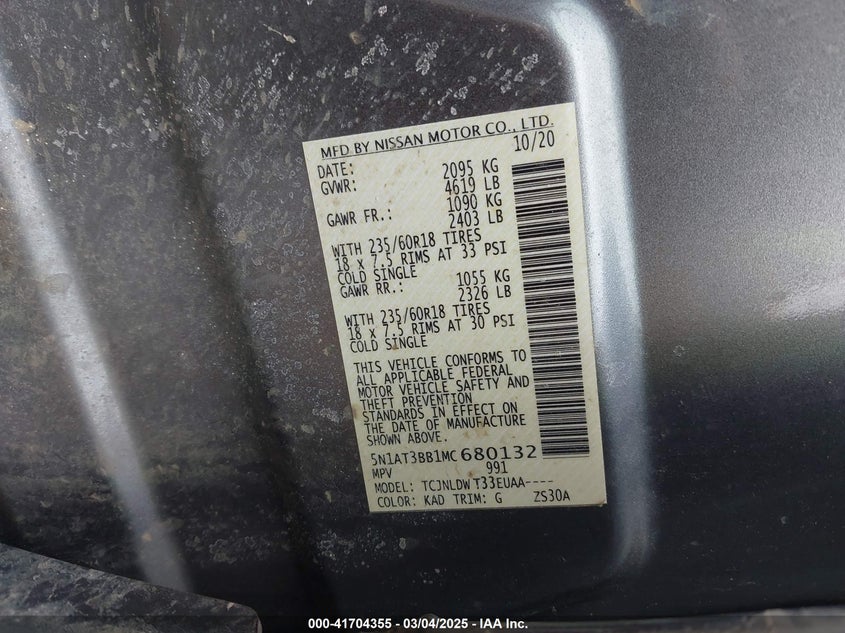 MFD BY NISSAN MOTOR CO., LTD.
DATE: 10/20
GVWR: 2095 KG
4619 LB
GAWR FR.: 1090 KG
2403 LB
WITH 235/60R18 TIRES
18 x 7.5 RIMS AT 33 PSI
COLD SINGLE
GAWR RR.: 1055 KG
2326 LB
WITH 235/60R18 TIRES
18 x 7.5 RIMS AT 30 PSI
COLD SINGLE
THIS VEHICLE CONFORMS TO
ALL APPLICABLE FEDERAL
MOTOR VEHICLE SAFETY AND
THEFT PREVENTION
STANDARDS IN EFFECT ON
THE DATE OF MANUFACTURE
SHOWN ABOVE.
5N1AT3BB1MC680132
MPV 991
MODEL: TCJNLDW T33EUAA----
COLOR: KAD TRIM: G ZS30A
000-41704355 - 03/04/2025 - IAA Inc.